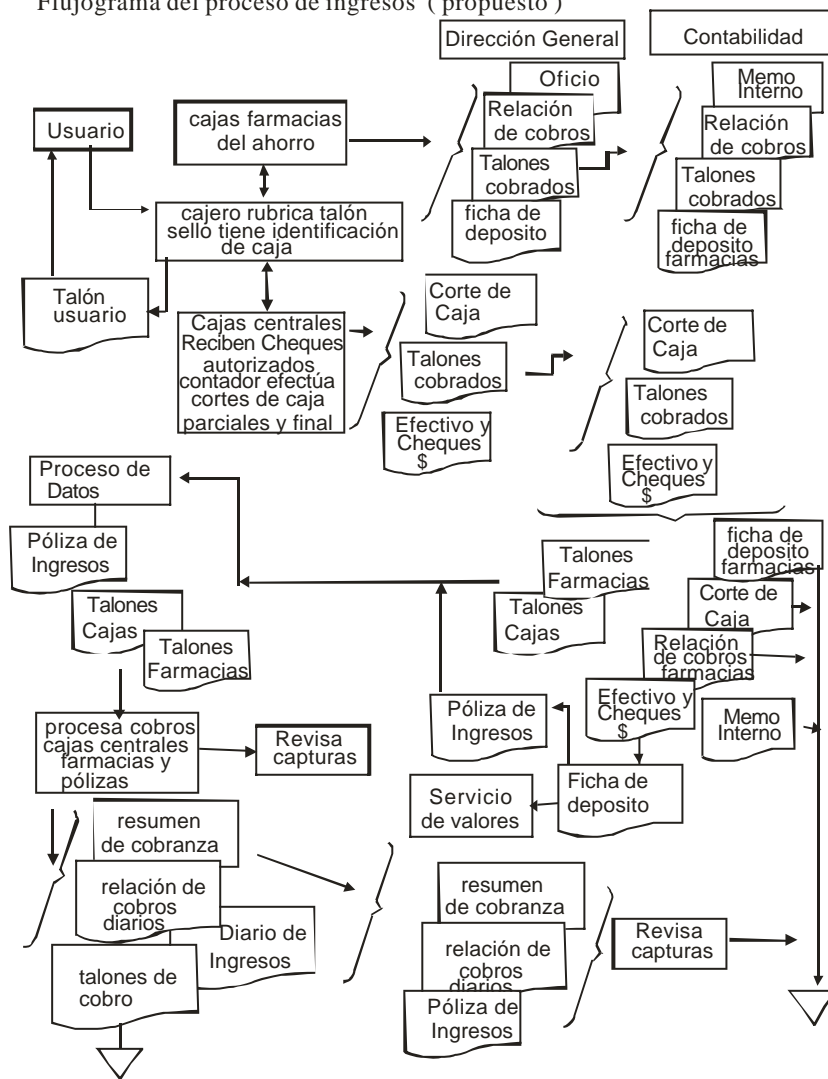 Flujograma del proceso de ingresos ( propuesto )
Dirección General
Contabilidad
Oficio
Relación
de cobros
Talones
cobrados
ficha de
deposito
Memo
Interno
Relación
de cobros
Talones
cobrados
ficha de
deposito
farmacias
Usuario
cajas farmacias
del ahorro
cajero rubrica talón
sello tiene identificación
de caja
Talón
usuario
Cajas centrales
Reciben Cheques
autorizados
contador efectúa
cortes de caja
parciales y final
Corte de
Caja
Talones
cobrados
Efectivo y
Cheques
$
Corte de
Caja
Talones
cobrados
Efectivo y
Cheques
$
Proceso de
Datos
Póliza de
Ingresos
Talones
Cajas
Talones
Farmacias
Talones
Farmacias
Talones
Cajas
ficha de
deposito
farmacias
Corte de
Caja
Relación
de cobros
farmacias
Efectivo y
Cheques
$
Memo
Interno
Póliza de
Ingresos
Ficha de
deposito
Servicio
de valores
procesa cobros
cajas centrales
farmacias y
pólizas
Revisa
capturas
resumen
de cobranza
relación de
cobros
diarios
Diario de
Ingresos
talones de
cobro
resumen
de cobranza
relación de
cobros
diarios
Póliza de
Ingresos
Revisa
capturas